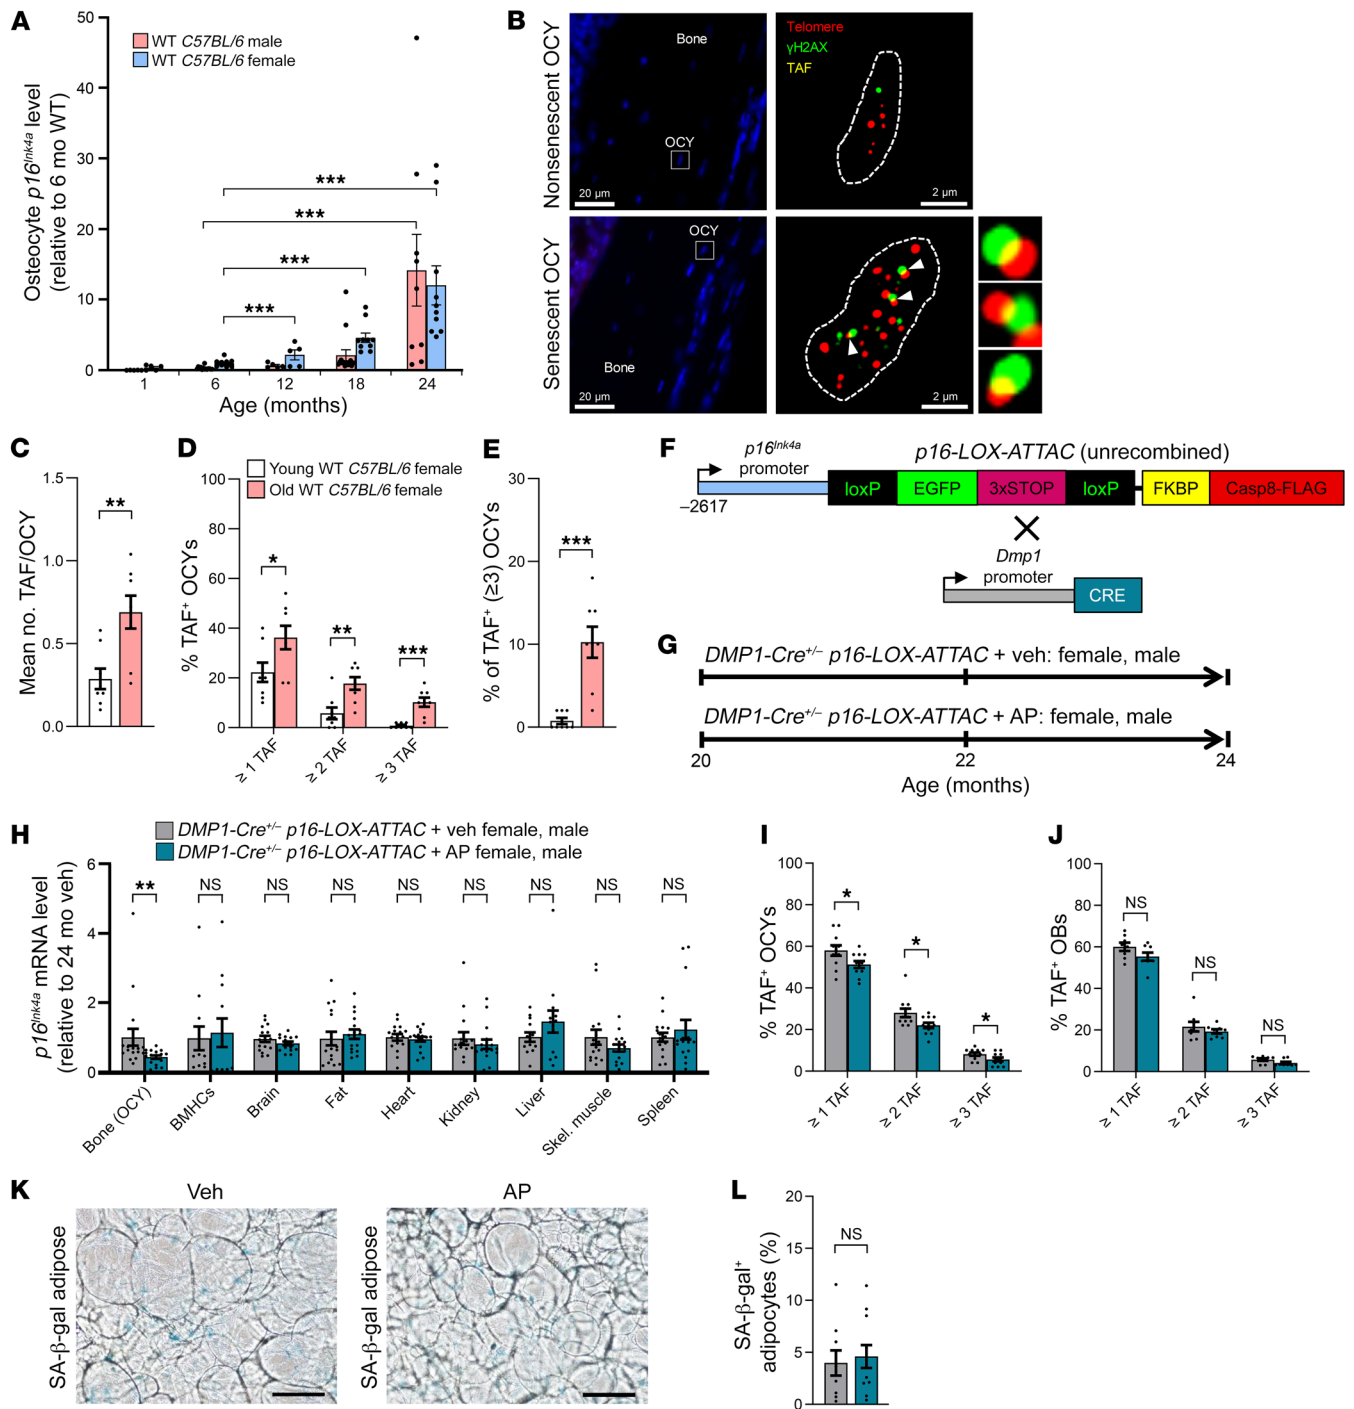 A
Osteocyte p16Ink4a level
(relative to 6 mo WT)
50
40
30
20
10
0
WT C57BL/6 male
WT C57BL/6 female
***
***
***
***
1 6 12 18 24
Age (months)
B
Nonsenescent OCY
Bone
OCY
20 µm
Telomere
γH2AX
TAF
2 µm
Senescent OCY
OCY
Bone
20 µm
2 µm
C
Mean no. TAF/OCY
1.5
1.0
0.5
0.0
**
D
Young WT C57BL/6 female
Old WT C57BL/6 female
% TAF+ OCYs
100
80
60
40
20
0
*
**
***
≥ 1 TAF
≥ 2 TAF
≥ 3 TAF
E
% of TAF+ (≥3) OCYs
30
20
10
0
***
F
p16Ink4a
promoter
p16-LOX-ATTAC (unrecombined)
loxP EGFP 3xSTOP loxP FKBP Casp8-FLAG
–2617
Dmp1
promoter
CRE
G
DMP1-Cre+/– p16-LOX-ATTAC + veh: female, male
DMP1-Cre+/– p16-LOX-ATTAC + AP: female, male
20 22 24
Age (months)
H
DMP1-Cre+/– p16-LOX-ATTAC + veh female, male
DMP1-Cre+/– p16-LOX-ATTAC + AP female, male
p16Ink4a mRNA level
(relative to 24 mo veh)
6
4
2
0
** NS NS NS NS NS NS NS NS
Bone (OCY)
BMHCs
Brain
Fat
Heart
Kidney
Liver
Skel. muscle
Spleen
I
% TAF+ OCYs
100
80
60
40
20
0
*
*
*
≥ 1 TAF
≥ 2 TAF
≥ 3 TAF
J
% TAF+ OBs
100
80
60
40
20
0
NS
NS
NS
≥ 1 TAF
≥ 2 TAF
≥ 3 TAF
K
Veh
AP
SA-β-gal adipose
SA-β-gal adipose
L
SA-β-gal+
adipocytes (%)
20
15
10
5
0
NS